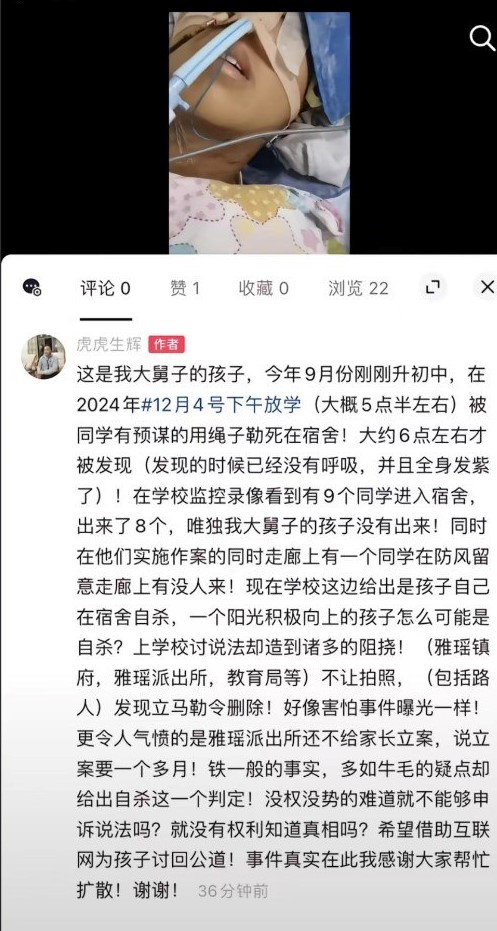 评论 0 赞 1 收藏 0 浏览 22
虎虎生辉 作者
这是我大舅子的孩子，今年9月份刚刚升初中，在
2024年#12月4号下午放学（大概5点半左右）被
同学有预谋的用绳子勒死在宿舍！大约6点左右才
被发现（发现的时候已经没有呼吸，并且全身发紫
了）！在学校监控录像看到有9个同学进入宿舍，
出来了8个，唯独我大舅子的孩子没有出来！同时
在他们实施作案的同时走廊上有一个同学在防风留
意走廊上有没人来！现在学校这边给出是孩子自己
在宿舍自杀，一个阳光积极向上的孩子怎么可能是
自杀？上学校讨说法却造到诸多的阻挠！（雅瑶镇
府，雅瑶派出所，教育局等）不让拍照，（包括路
人）发现立马勒令删除！好像害怕事件曝光一样！
更令人气愤的是雅瑶派出所还不给家长立案，说立
案要一个多月！铁一般的事实，多如牛毛的疑点却
给出自杀这一个判定！没权没势的难道就不能够申
诉说法吗？就没有权利知道真相吗？希望借助互联
网为孩子讨回公道！事件真实在此我感谢大家帮忙
扩散！谢谢！ 36分钟前